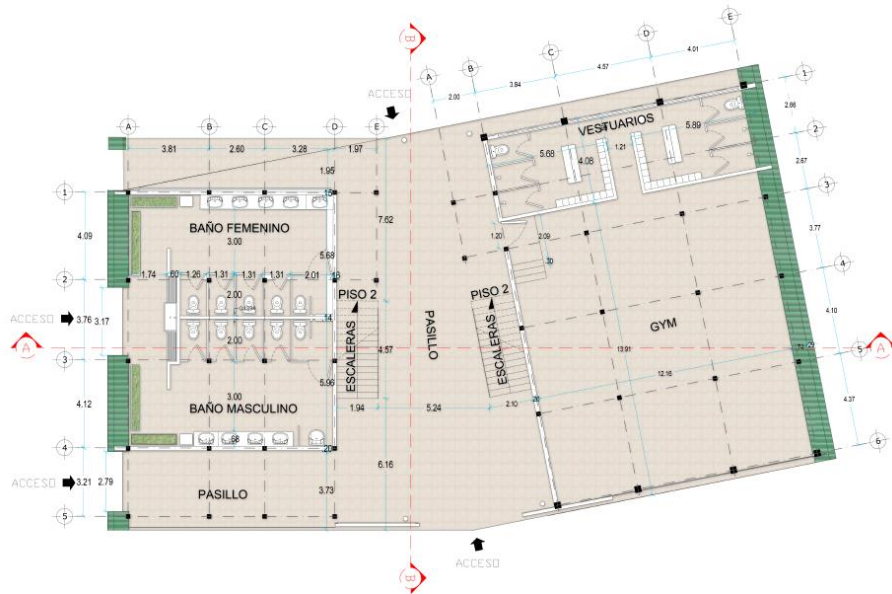 B
E
D
C
B
A
4.01
4.57
3.84
2.00
1
ACCESO
2.66
A
B
C
D
E
VESTUARIOS
5.89
2
3.81
2.60
3.28
1.97
5.68
4.08
1.21
2.67
1.95
3
1
15
BAÑO FEMENINO
7.62
3.77
4.09
3.00
1.20
2.09
5.68
30
4
2
1.74
.60
1.26
1.31
1.31
1.31
2.01
PISO 2
PISO 2
2.00
4.10
ACCESO
3.76
3.17
14
ESCALERAS
PASILLO
ESCALERAS
GYM
A
2.00
13.91
A
5
3
4.57
12.16
4.12
3.00
5.96
4.37
BAÑO MASCULINO
1.94
5.24
2.10
6
4
20
6.16
ACCESO
3.21
2.79
PASILLO
3.73
5
ACCESO
B